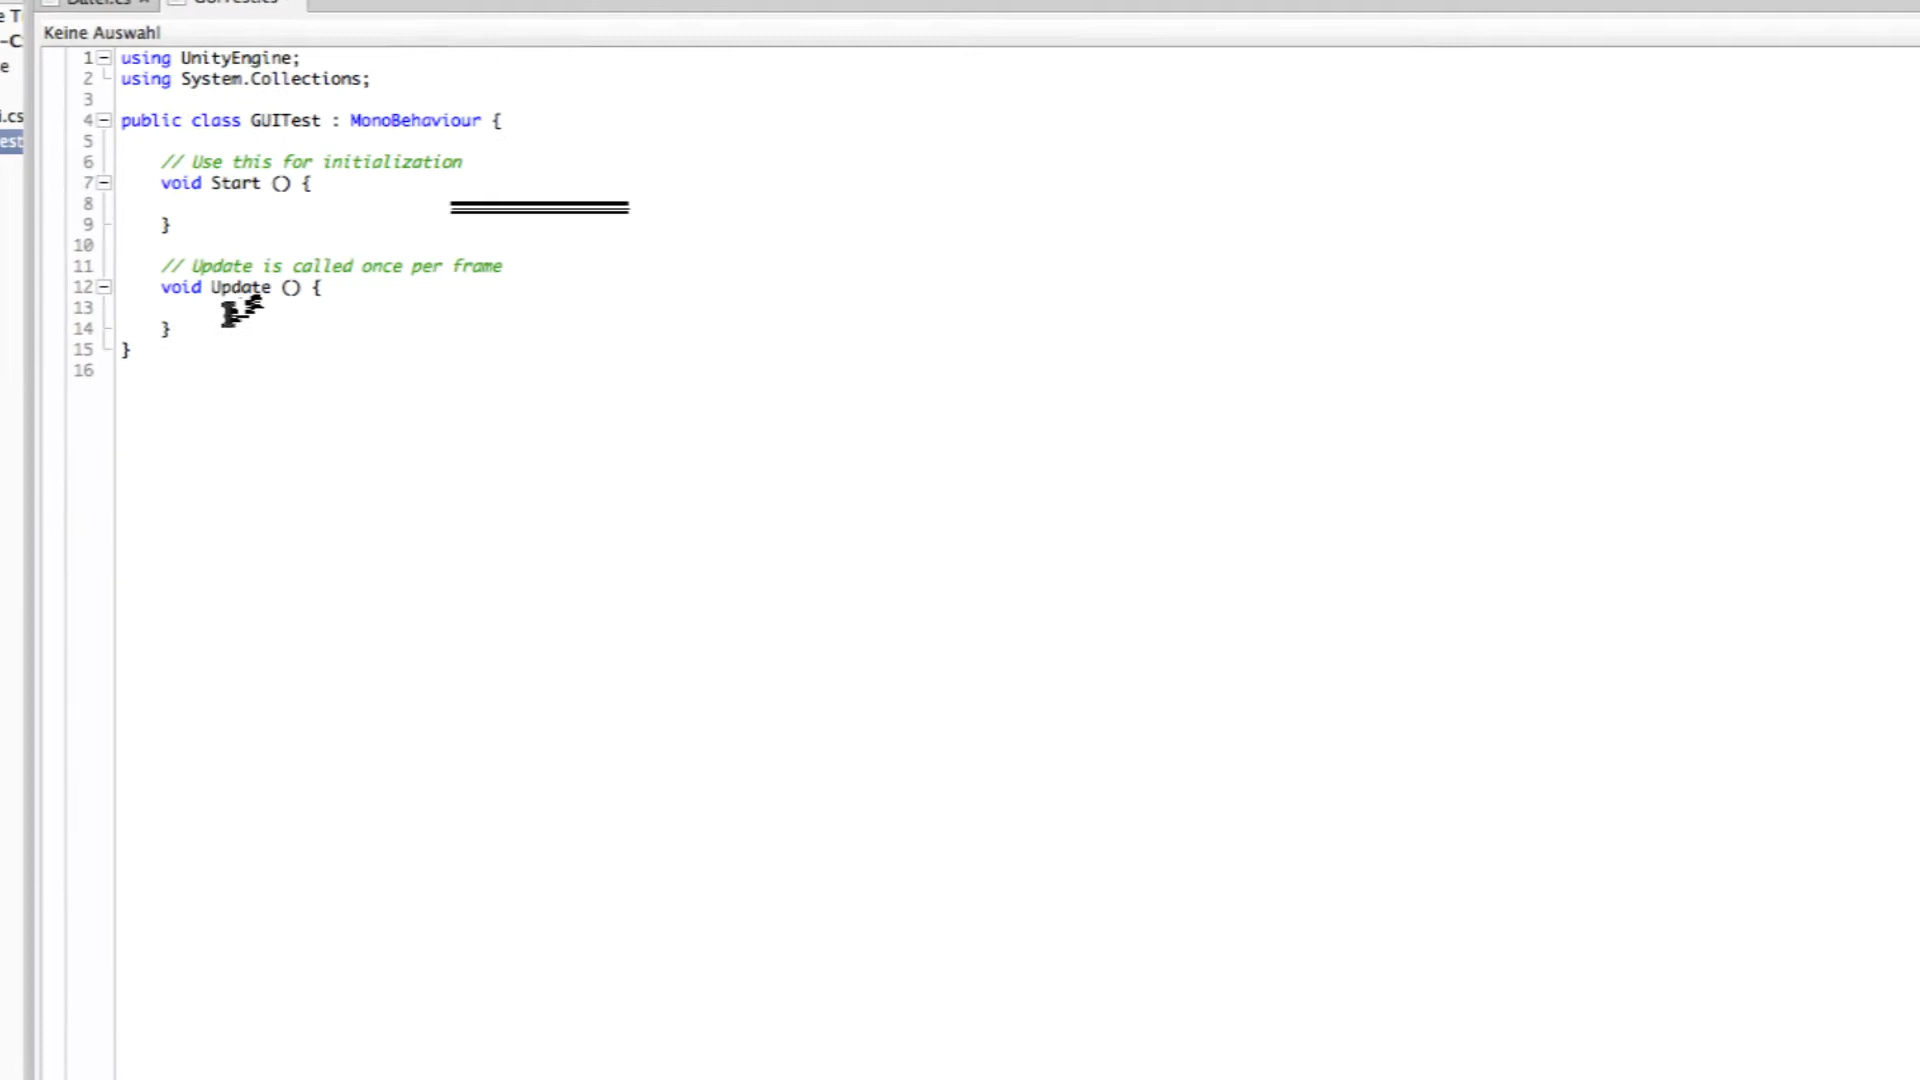 Keine Auswahl
1 using UnityEngine;
2 using System.Collections;
3
4 public class GUITest : MonoBehaviour {
5
6 // Use this for initialization
7 void Start () {
8
9 }
10
11 // Update is called once per frame
12 void Update () {
13
14 }
15 }
16